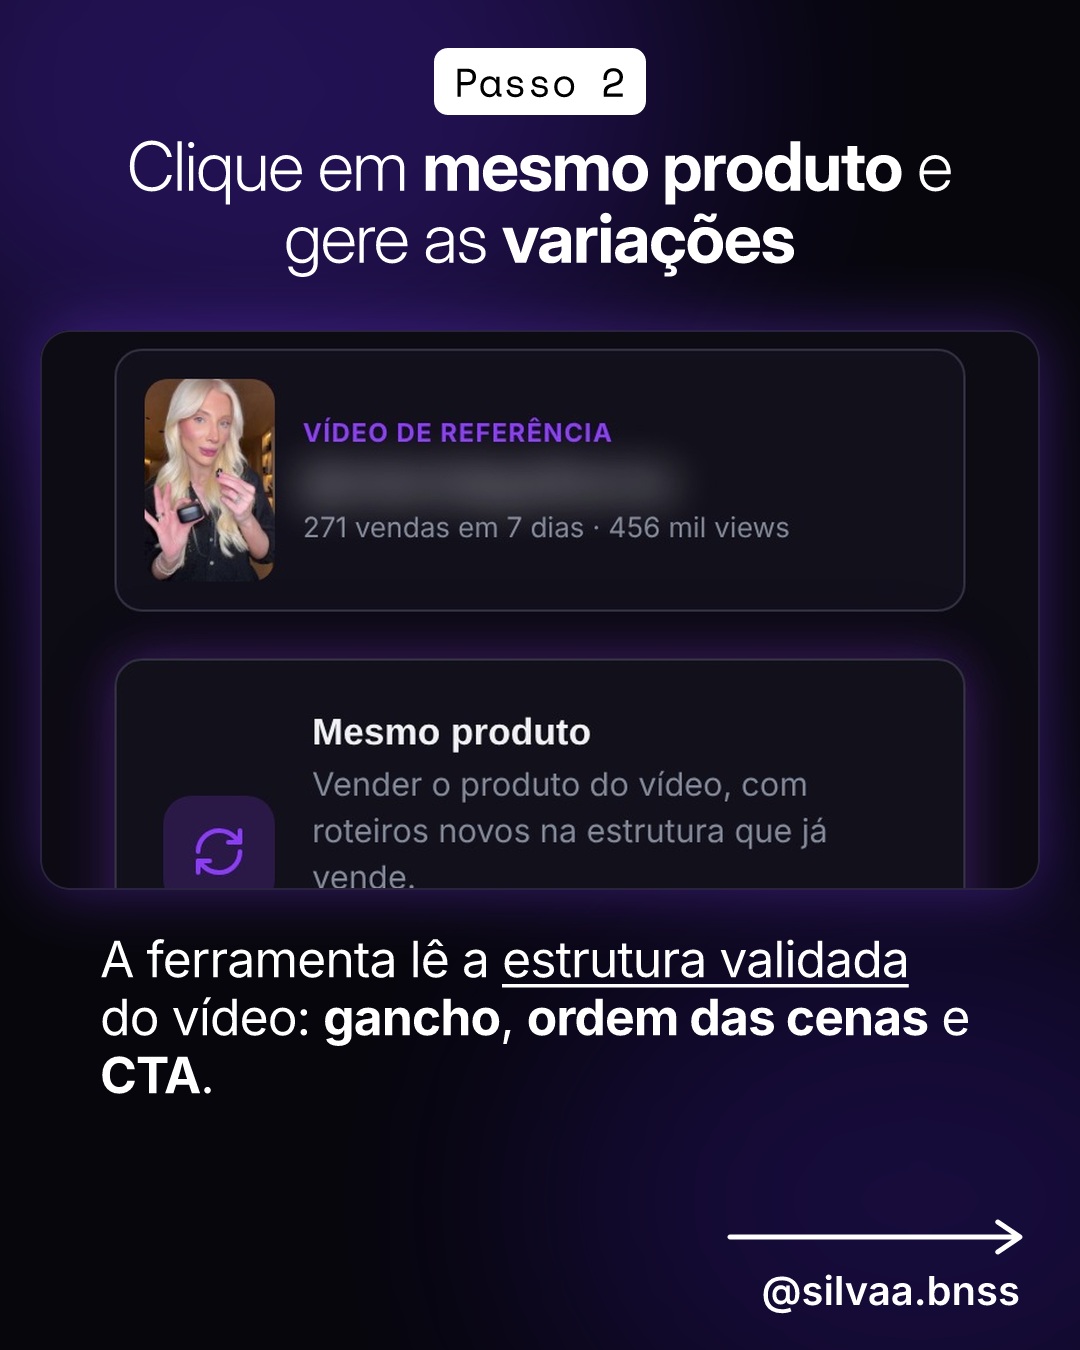 Passo 2
Clique em mesmo produto e
gere as variações
VÍDEO DE REFERÊNCIA
271 vendas em 7 dias · 456 mil views
Mesmo produto
Vender o produto do vídeo, com
roteiros novos na estrutura que já
vende.
A ferramenta lê a estrutura validada
do vídeo: gancho, ordem das cenas e
CTA.
@silvaa.bnss